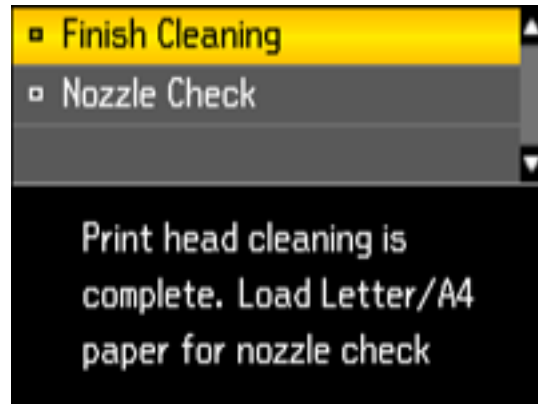 Finish Cleaning
Nozzle Check
Print head cleaning is
complete. Load Letter/A4
paper for nozzle check